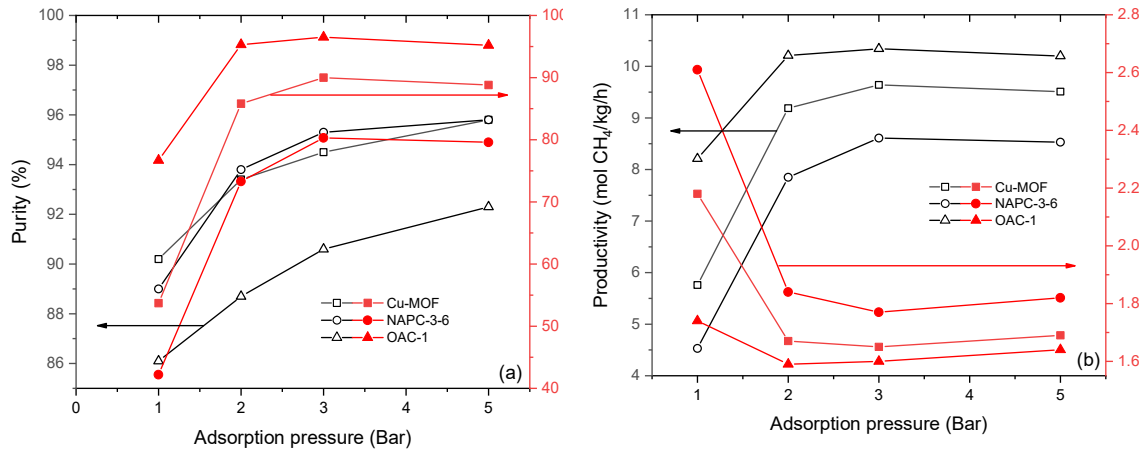 100
98
96
94
92
90
88
86
Purity (%)
100
90
80
70
60
50
40
Cu-MOF
NAPC-3-6
OAC-1
(a)
0 1 2 3 4 5
Adsorption pressure (Bar)
11
10
9
8
7
6
5
4
Productivity (mol CH₄/kg/h)
2.8
2.6
2.4
2.2
2.0
1.8
1.6
Cu-MOF
NAPC-3-6
OAC-1
(b)
1 2 3 4 5
Adsorption pressure (Bar)